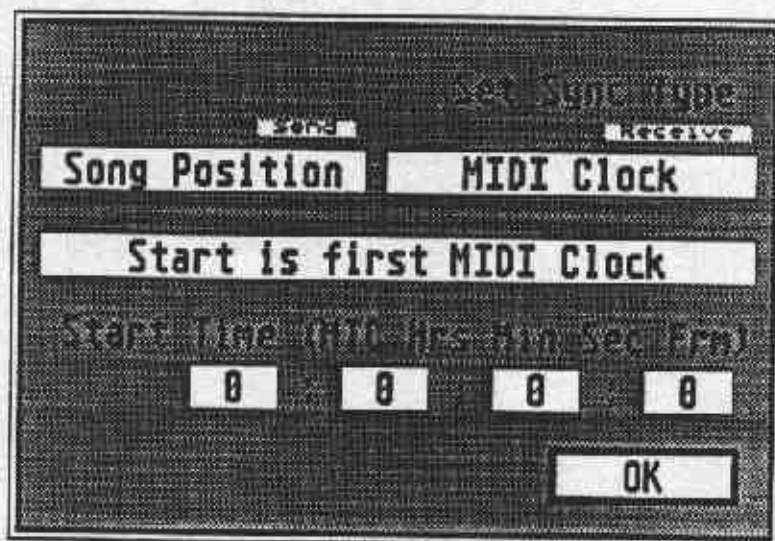 Set Sync Type
Send Receive
Song Position MIDI Clock
Start is first MIDI Clock
Start Time (MTC Hrs Min Sec Frm)
0 : 0 : 0 : 0
OK